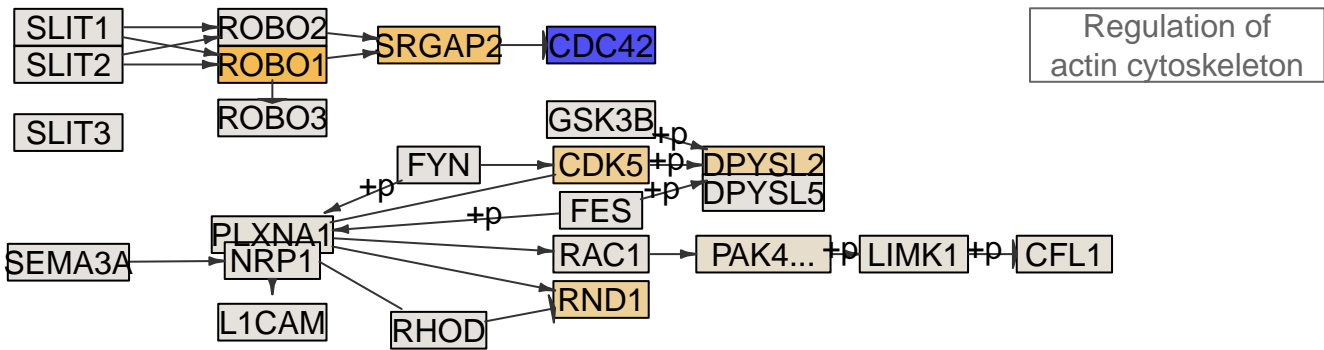 SLIT1
ROBO2
SLIT2
ROBO1
SRGAP2
CDC42
Regulation of
actin cytoskeleton
SLIT3
ROBO3
GSK3B
+p
FYN
CDK5
+p
DPYSL2
+p
+p
DPYSL5
FES
+p
PLXNA1
SEMA3A
NRP1
RAC1
PAK4...
+p
LIMK1
+p
CFL1
RND1
L1CAM
RHOD